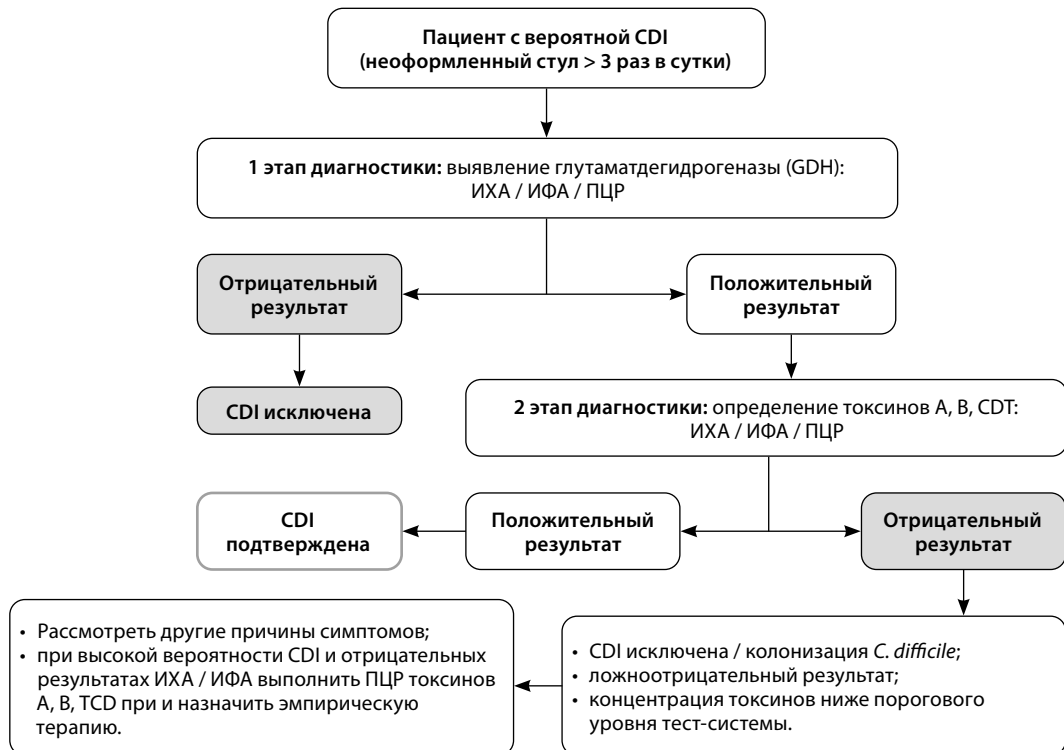 Пациент с вероятной CDI
(неоформленный стул > 3 раз в сутки)
1 этап диагностики: выявление глутаматдегидрогеназы (GDH):
ИХА / ИФА / ПЦР
Отрицательный
результат
Положительный
результат
CDI исключена
2 этап диагностики: определение токсинов А, В, CDT:
ИХА / ИФА / ПЦР
CDI
подтверждена
Положительный
результат
Отрицательный
результат
• Рассмотреть другие причины симптомов;
• при высокой вероятности CDI и отрицательных
результатах ИХА / ИФА выполнить ПЦР токсинов
А, В, TCD при и назначить эмпирическую
терапию.
• CDI исключена / колонизация C. difficile;
• ложноотрицательный результат;
• концентрация токсинов ниже порогового
уровня тест-системы.